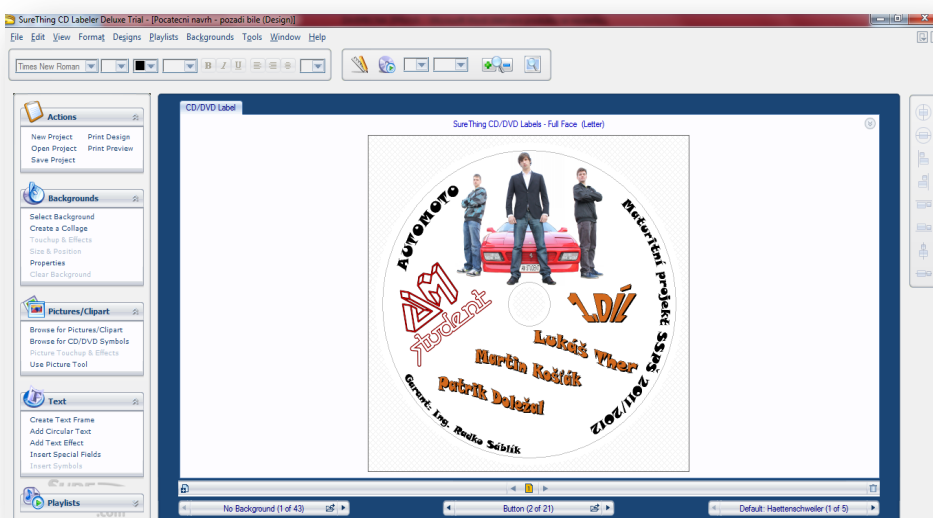 SureThing CD Labeler Deluxe Trial - [Pocatecni navrh - pozadi bile (Design)]
File Edit View Format Designs Playlists Backgrounds Tools Window Help
Times New Roman B I U
Actions
New Project Print Design
Open Project Print Preview
Save Project
Backgrounds
Select Background
Create a Collage
Touchup & Effects
Size & Position
Properties
Clear Background
Pictures/Clipart
Browse for Pictures/Clipart
Browse for CD/DVD Symbols
Picture Touchup & Effects
Use Picture Tool
Text
Create Text Frame
Add Circular Text
Add Text Effect
Insert Special Fields
Insert Symbols
Playlists
.com
CD/DVD Label
SureThing CD/DVD Labels - Full Face (Letter)
AUTOMOTO
Maturitní projekt SSPŠ 2011/2012
AM
student
1.DÍL
Lukáš Ther
Martin Košťák
Patrik Doležal
Garant: Ing. Radko Sáblík
No Background (1 of 43)
Button (2 of 21)
Default: Haettenschweiler (1 of 5)